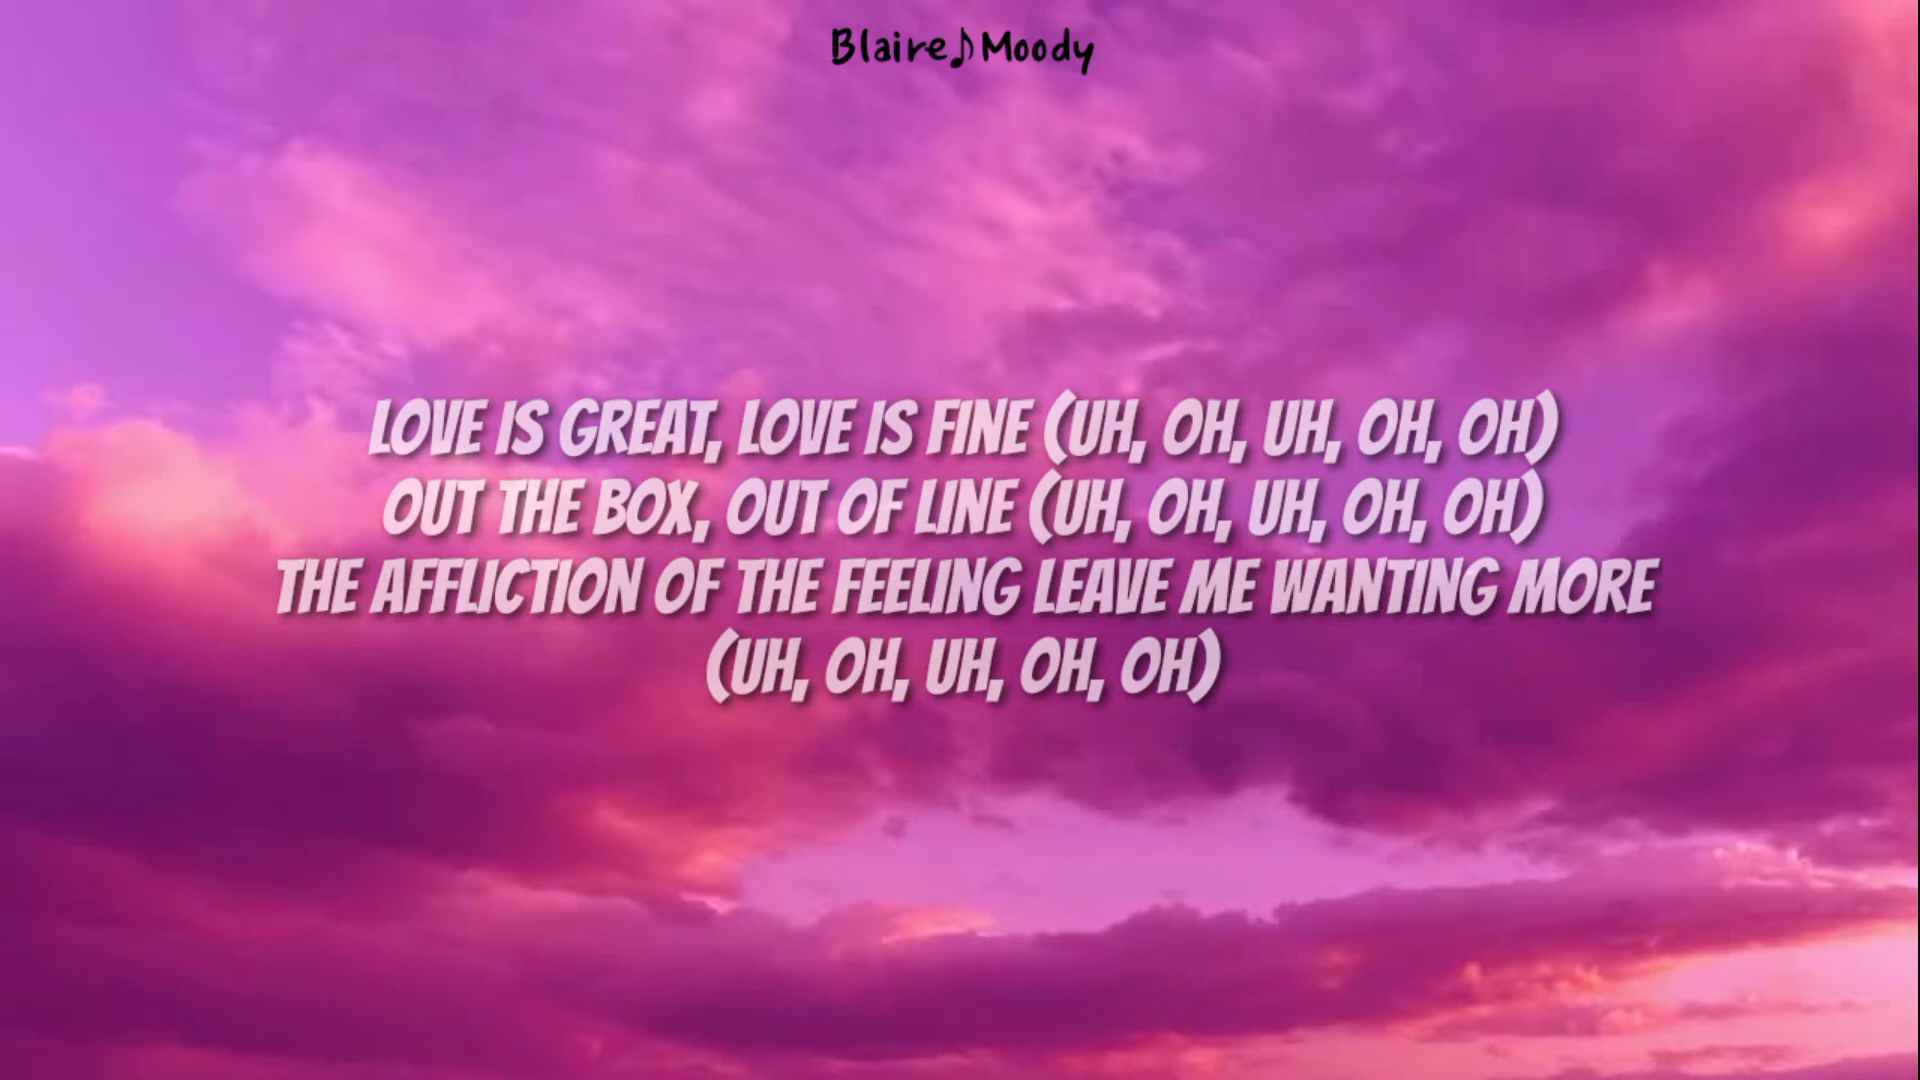 Blaire♪Moody
LOVE IS GREAT, LOVE IS FINE (UH, OH, UH, OH, OH)
OUT THE BOX, OUT OF LINE (UH, OH, UH, OH, OH)
THE AFFLICTION OF THE FEELING LEAVE ME WANTING MORE
(UH, OH, UH, OH, OH)